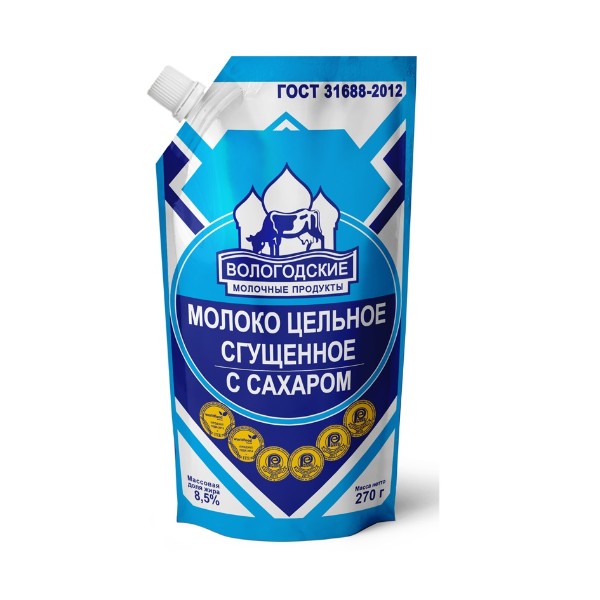 ГОСТ 31688-2012
ВОЛОГОДСКИЕ
МОЛОЧНЫЕ ПРОДУКТЫ
МОЛОКО ЦЕЛЬНОЕ
СГУЩЕННОЕ
С САХАРОМ
Массовая
доля жира
8,5%
Масса нетто
270 г